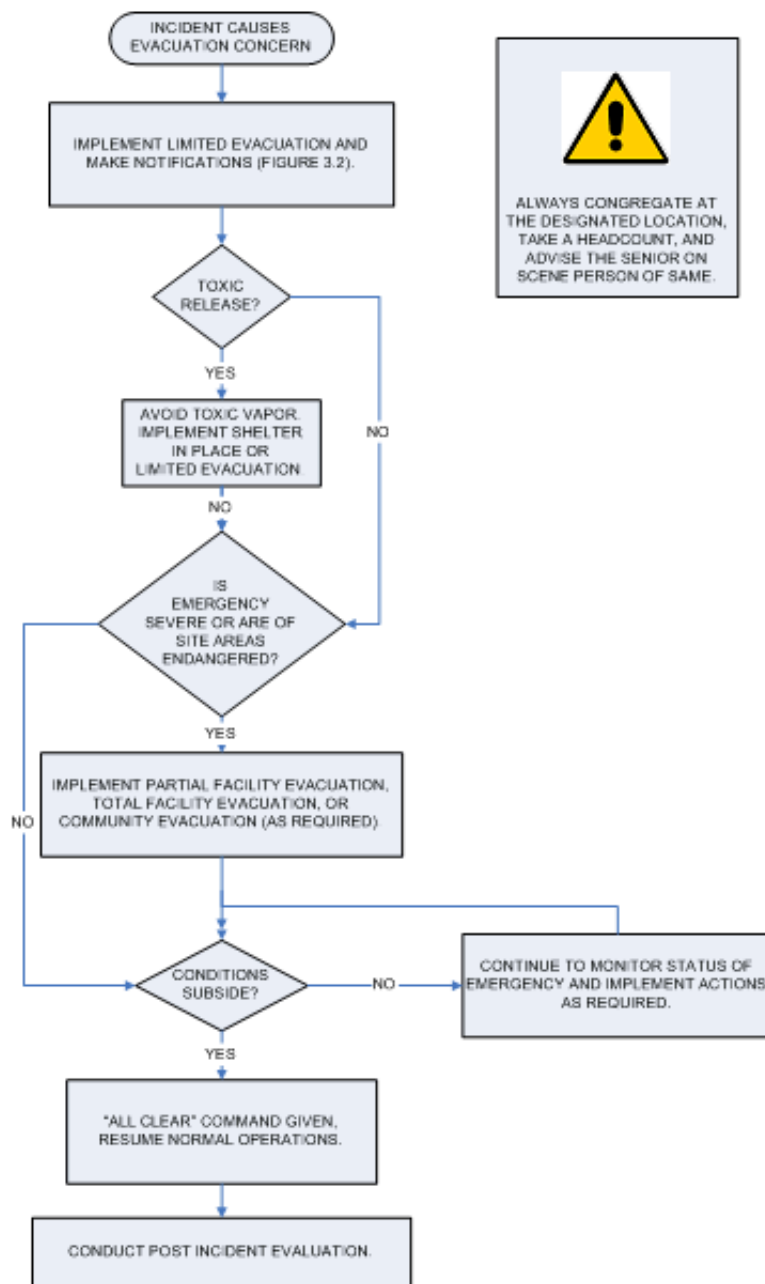 INCIDENT CAUSES
EVACUATION CONCERN
IMPLEMENT LIMITED EVACUATION AND
MAKE NOTIFICATIONS (FIGURE 3.2).
ALWAYS CONGREGATE AT
THE DESIGNATED LOCATION,
TAKE A HEADCOUNT, AND
ADVISE THE SENIOR ON
SCENE PERSON OF SAME.
TOXIC
RELEASE?
YES
NO
AVOID TOXIC VAPOR.
IMPLEMENT SHELTER
IN PLACE OR
LIMITED EVACUATION
NO
IS
EMERGENCY
SEVERE OR ARE OF
SITE AREAS
ENDANGERED?
YES
NO
IMPLEMENT PARTIAL FACILITY EVACUATION,
TOTAL FACILITY EVACUATION, OR
COMMUNITY EVACUATION (AS REQUIRED).
CONDITIONS
SUBSIDE?
NO
CONTINUE TO MONITOR STATUS OF
EMERGENCY AND IMPLEMENT ACTIONS
AS REQUIRED.
YES
"ALL CLEAR" COMMAND GIVEN,
RESUME NORMAL OPERATIONS.
CONDUCT POST INCIDENT EVALUATION.